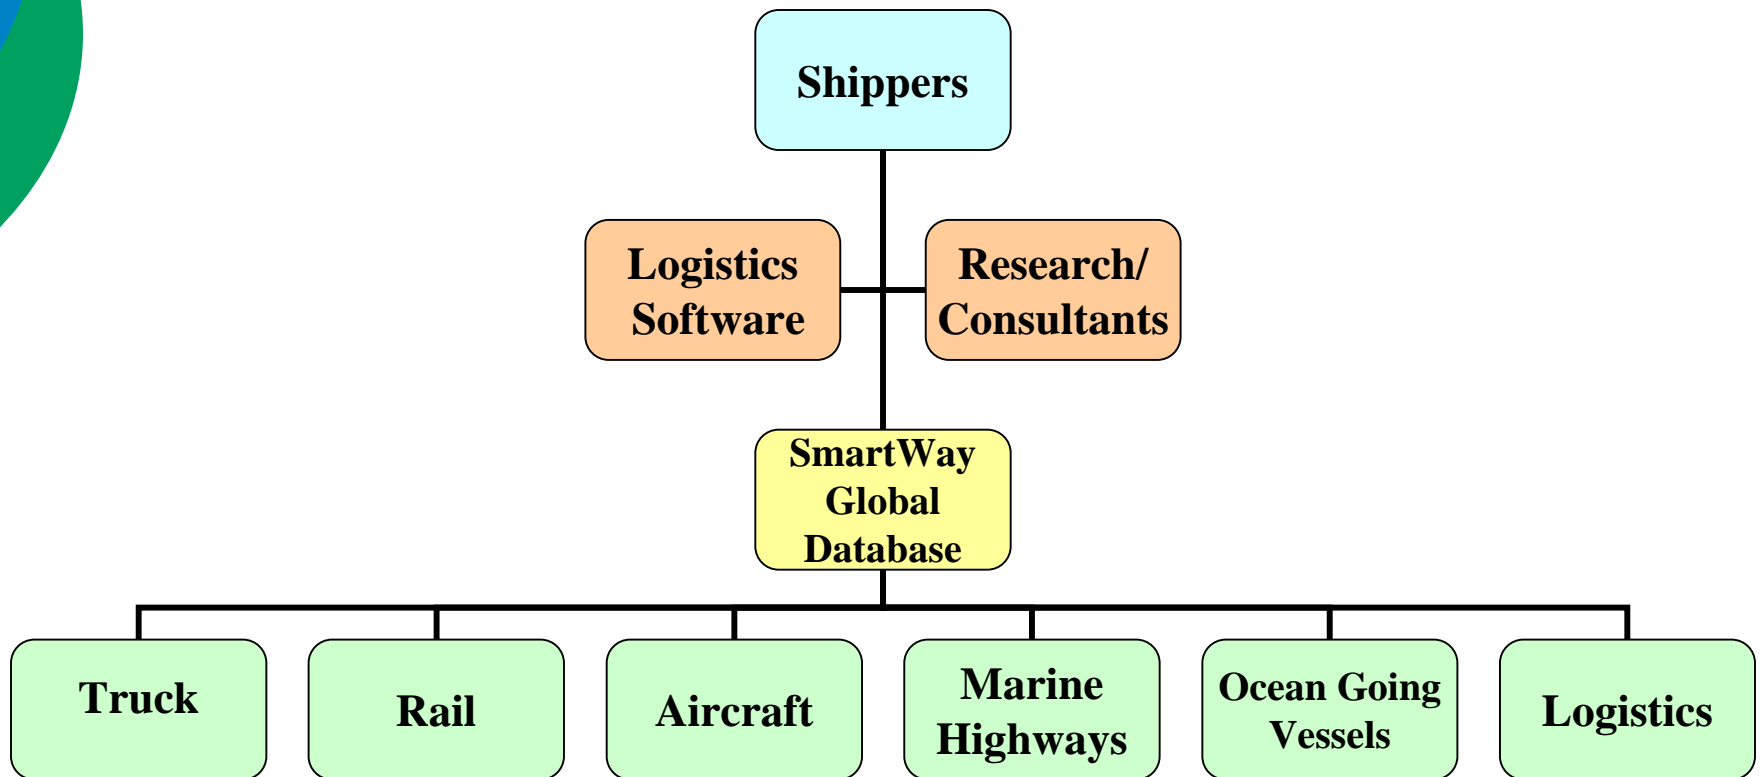 Shippers
Logistics
Software
Research/
Consultants
SmartWay
Global
Database
Truck
Rail
Aircraft
Marine
Highways
Ocean Going
Vessels
Logistics